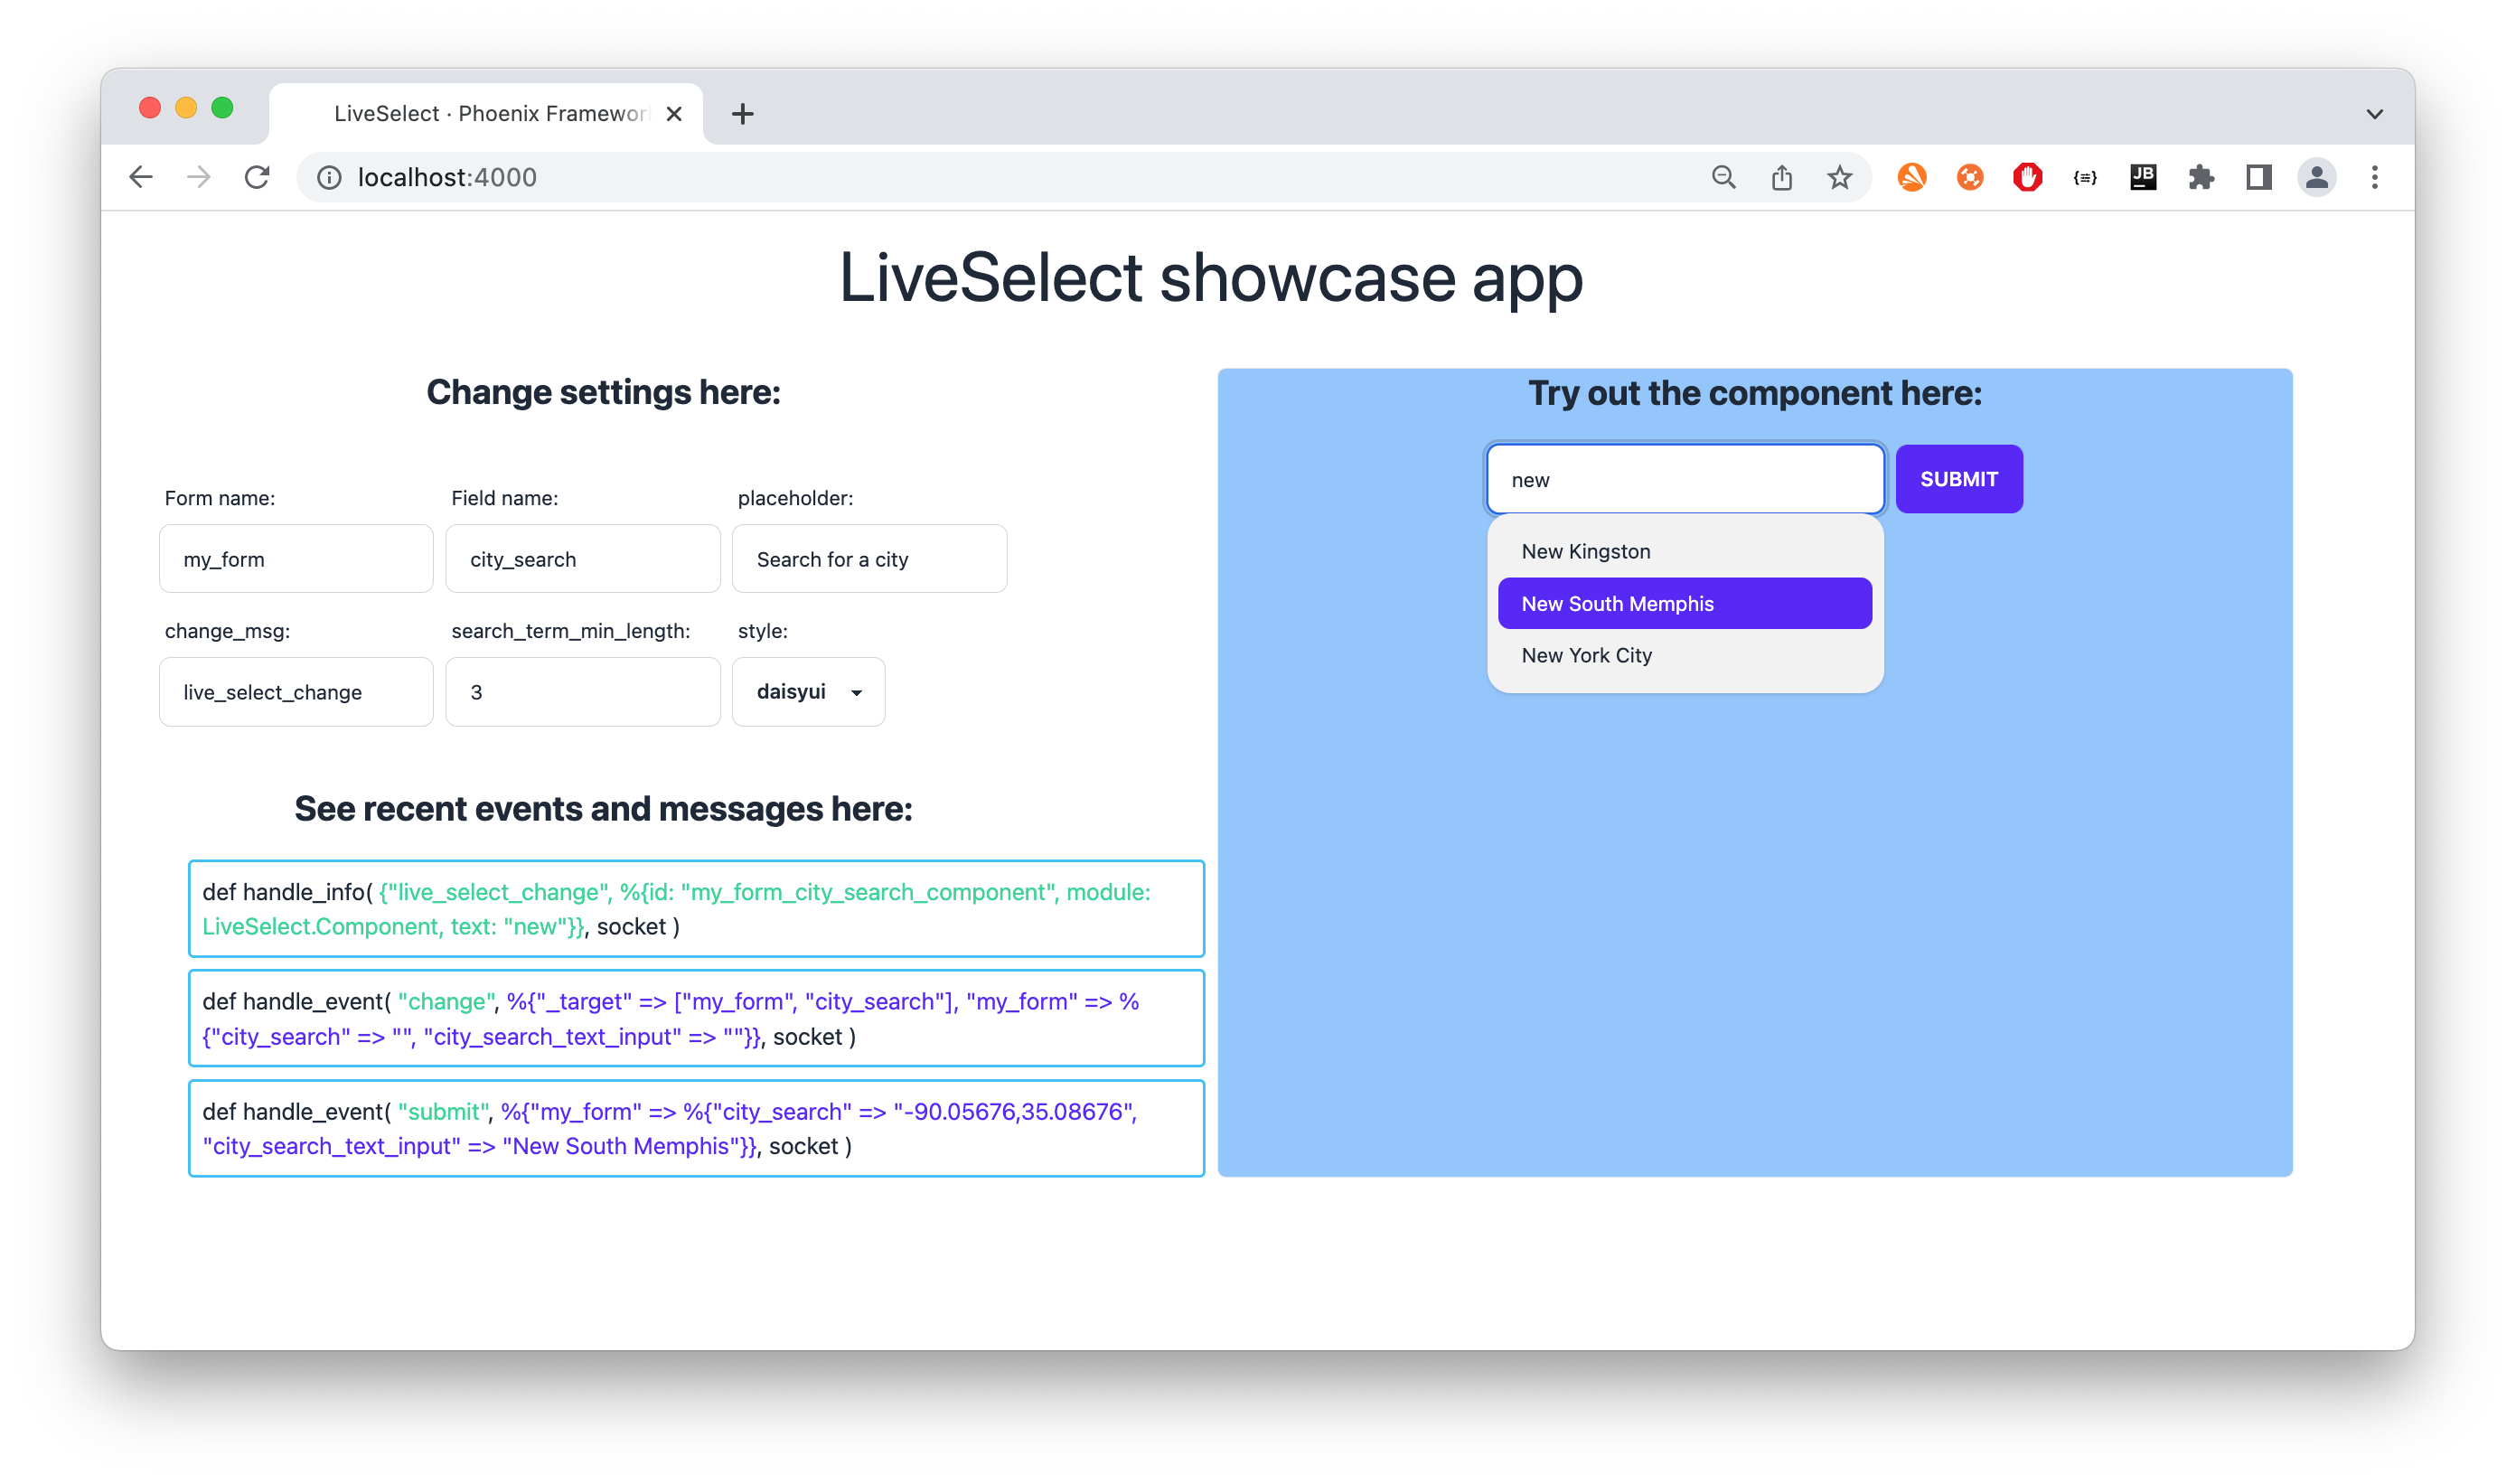 LiveSelect · Phoenix Framewor
localhost:4000
JB
LiveSelect showcase app
Change settings here:
Form name:
Field name:
placeholder:
my_form
city_search
Search for a city
change_msg:
search_term_min_length:
style:
live_select_change
3
daisyui
See recent events and messages here:
def handle_info( {"live_select_change", %{id: "my_form_city_search_component", module:
LiveSelect.Component, text: "new"}}, socket )
def handle_event( "change", %{"_target" => ["my_form", "city_search"], "my_form" => %
{"city_search" => "", "city_search_text_input" => ""}}, socket )
def handle_event( "submit", %{"my_form" => %{"city_search" => "-90.05676,35.08676",
"city_search_text_input" => "New South Memphis"}}, socket )
Try out the component here:
new
SUBMIT
New Kingston
New South Memphis
New York City